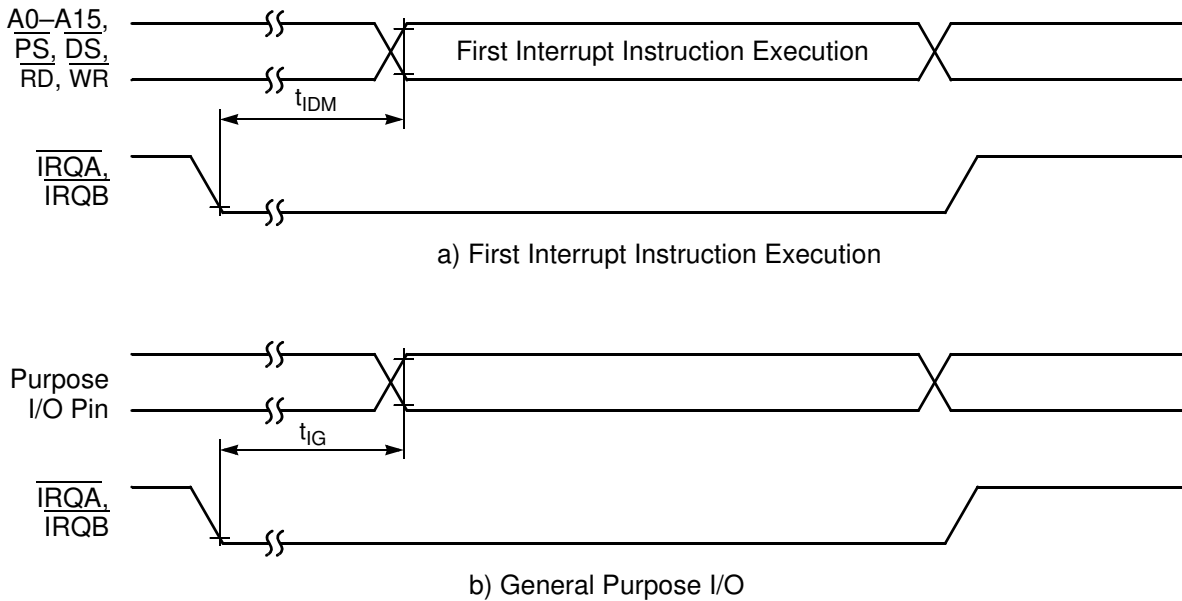 A0–A15,
PS, DS,
RD, WR
First Interrupt Instruction Execution
tIDM
IRQA,
IRQB
a) First Interrupt Instruction Execution
Purpose
I/O Pin
tIG
IRQA,
IRQB
b) General Purpose I/O